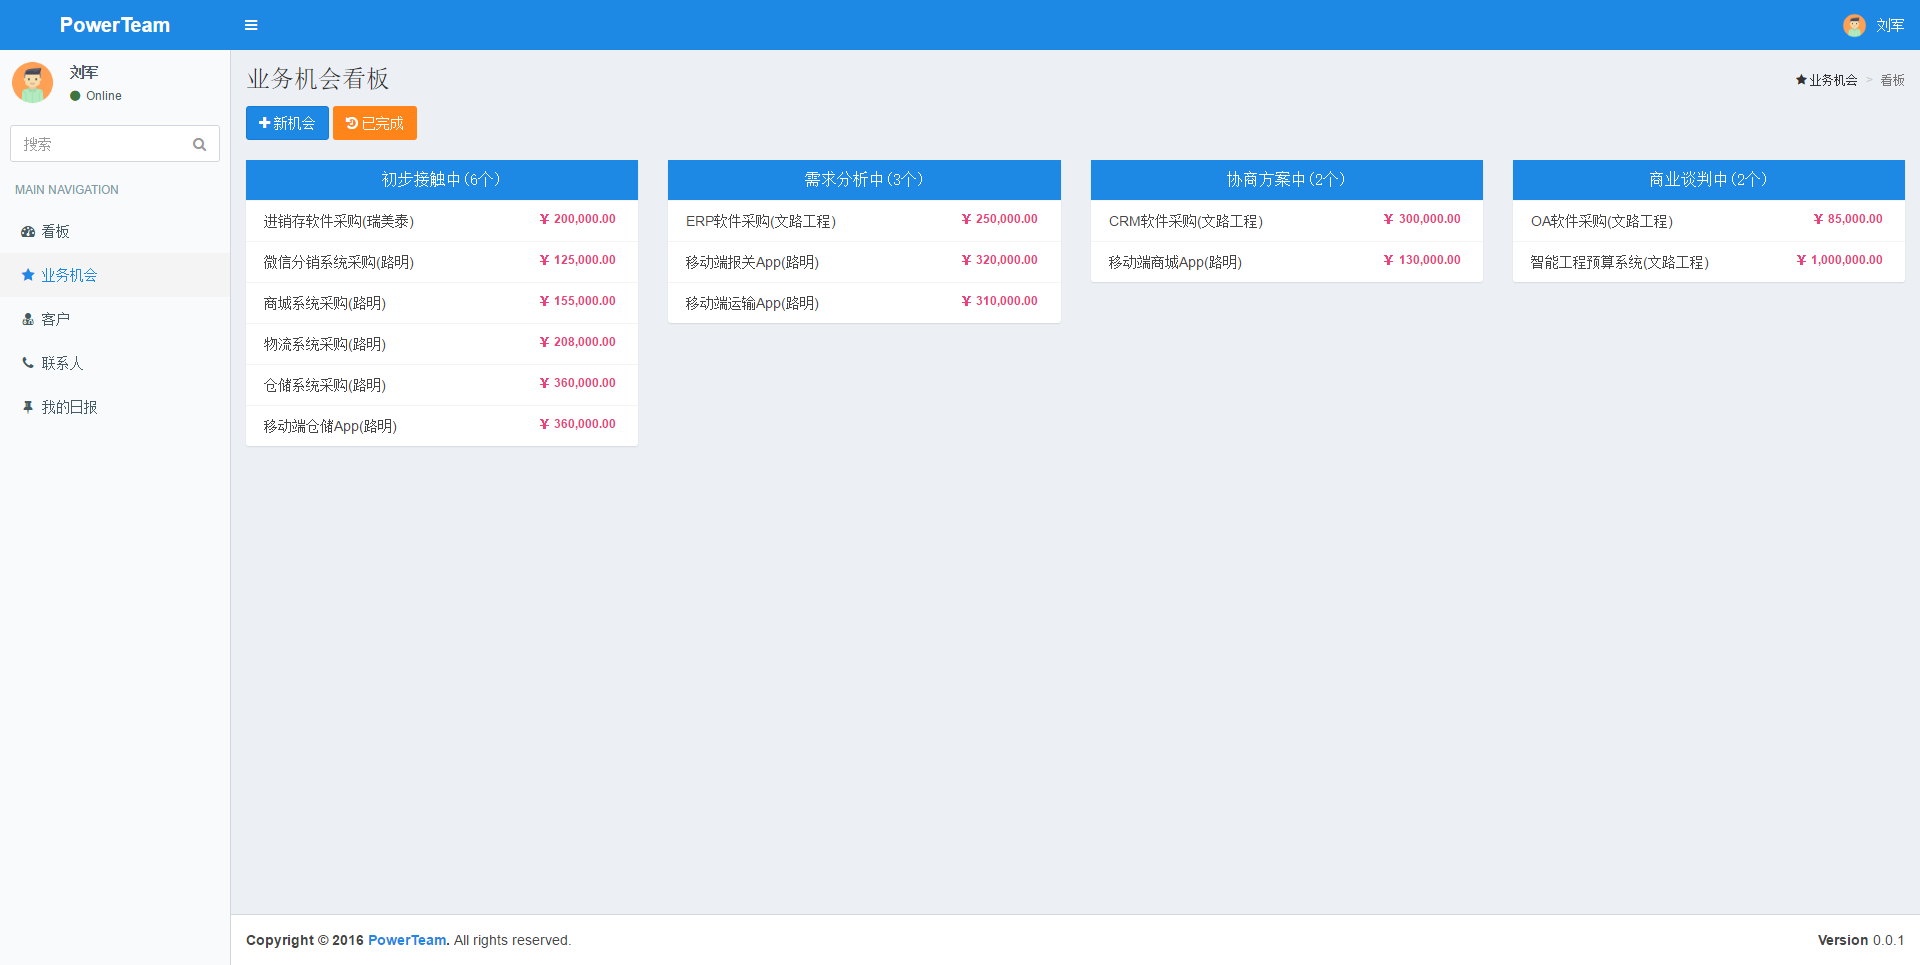 PowerTeam
刘军
刘军
Online
搜索
MAIN NAVIGATION
看板
业务机会
客户
联系人
我的日报
业务机会看板
业务机会 > 看板
新机会 已完成
初步接触中(6个)
进销存软件采购(瑞美泰) ¥ 200,000.00
微信分销系统采购(路明) ¥ 125,000.00
商城系统采购(路明) ¥ 155,000.00
物流系统采购(路明) ¥ 208,000.00
仓储系统采购(路明) ¥ 360,000.00
移动端仓储App(路明) ¥ 360,000.00
需求分析中(3个)
ERP软件采购(文路工程) ¥ 250,000.00
移动端报关App(路明) ¥ 320,000.00
移动端运输App(路明) ¥ 310,000.00
协商方案中(2个)
CRM软件采购(文路工程) ¥ 300,000.00
移动端商城App(路明) ¥ 130,000.00
商业谈判中(2个)
OA软件采购(文路工程) ¥ 85,000.00
智能工程预算系统(文路工程) ¥ 1,000,000.00
Copyright © 2016 PowerTeam. All rights reserved.
Version 0.0.1